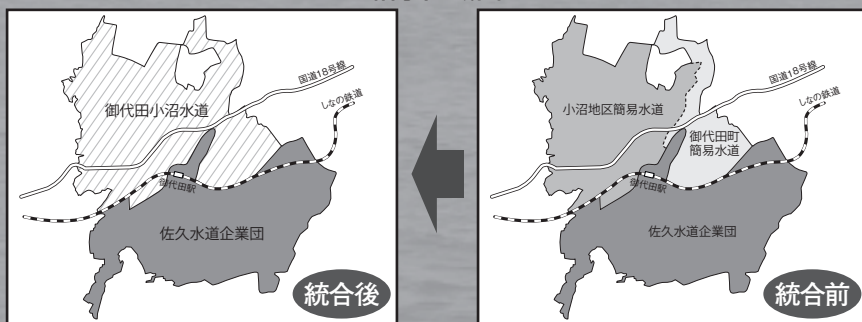 国道18号線
しなの鉄道
御代田小沼水道
御代田駅
佐久水道企業団
統合後
国道18号線
しなの鉄道
小沼地区簡易水道
御代田町
簡易水道
御代田駅
佐久水道企業団
統合前